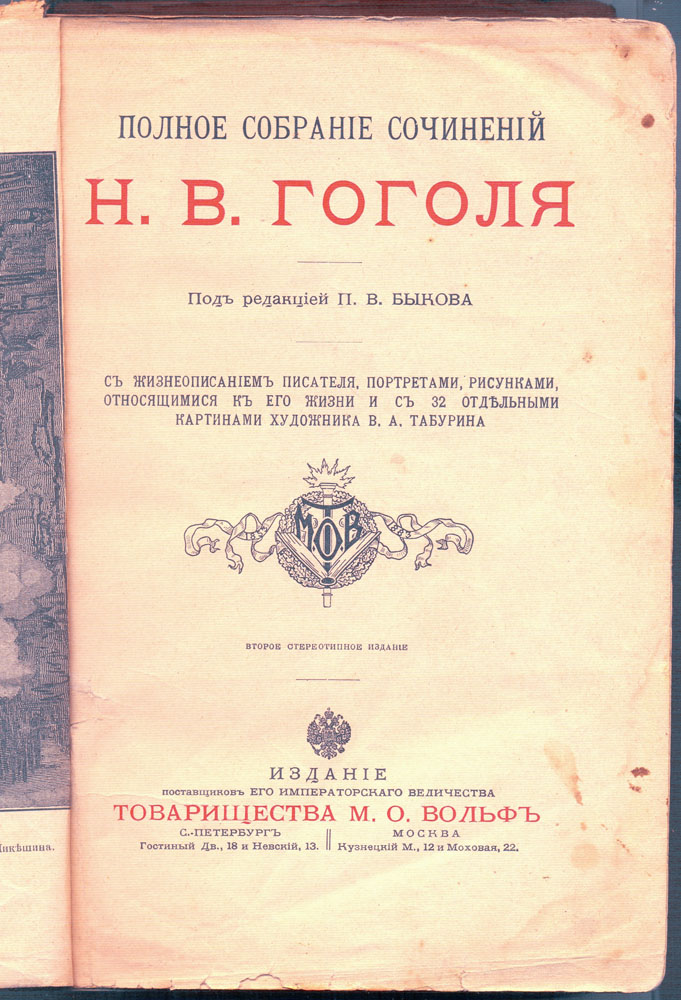 ПОЛНОЕ СОБРАНІЕ СОЧИНЕНІЙ
Н. В. ГОГОЛЯ
Подъ редакціей П. В. БЫКОВА
СЪ ЖИЗНЕОПИСАНІЕМЪ ПИСАТЕЛЯ, ПОРТРЕТАМИ, РИСУНКАМИ,
ОТНОСЯЩИМИСЯ КЪ ЕГО ЖИЗНИ И СЪ 32 ОТДѢЛЬНЫМИ
КАРТИНАМИ ХУДОЖНИКА В. А. ТАБУРИНА
Т
М. О. В
ВТОРОЕ СТЕРЕОТИПНОЕ ИЗДАНІЕ
ИЗДАНІЕ
поставщиковъ ЕГО ИМПЕРАТОРСКАГО ВЕЛИЧЕСТВА
ТОВАРИЩЕСТВА М. О. ВОЛЬФЪ
С.-ПЕТЕРБУРГЪ
Гостиный Дв., 18 и Невскій, 13.
МОСКВА
Кузнецкій М., 12 и Моховая, 22.